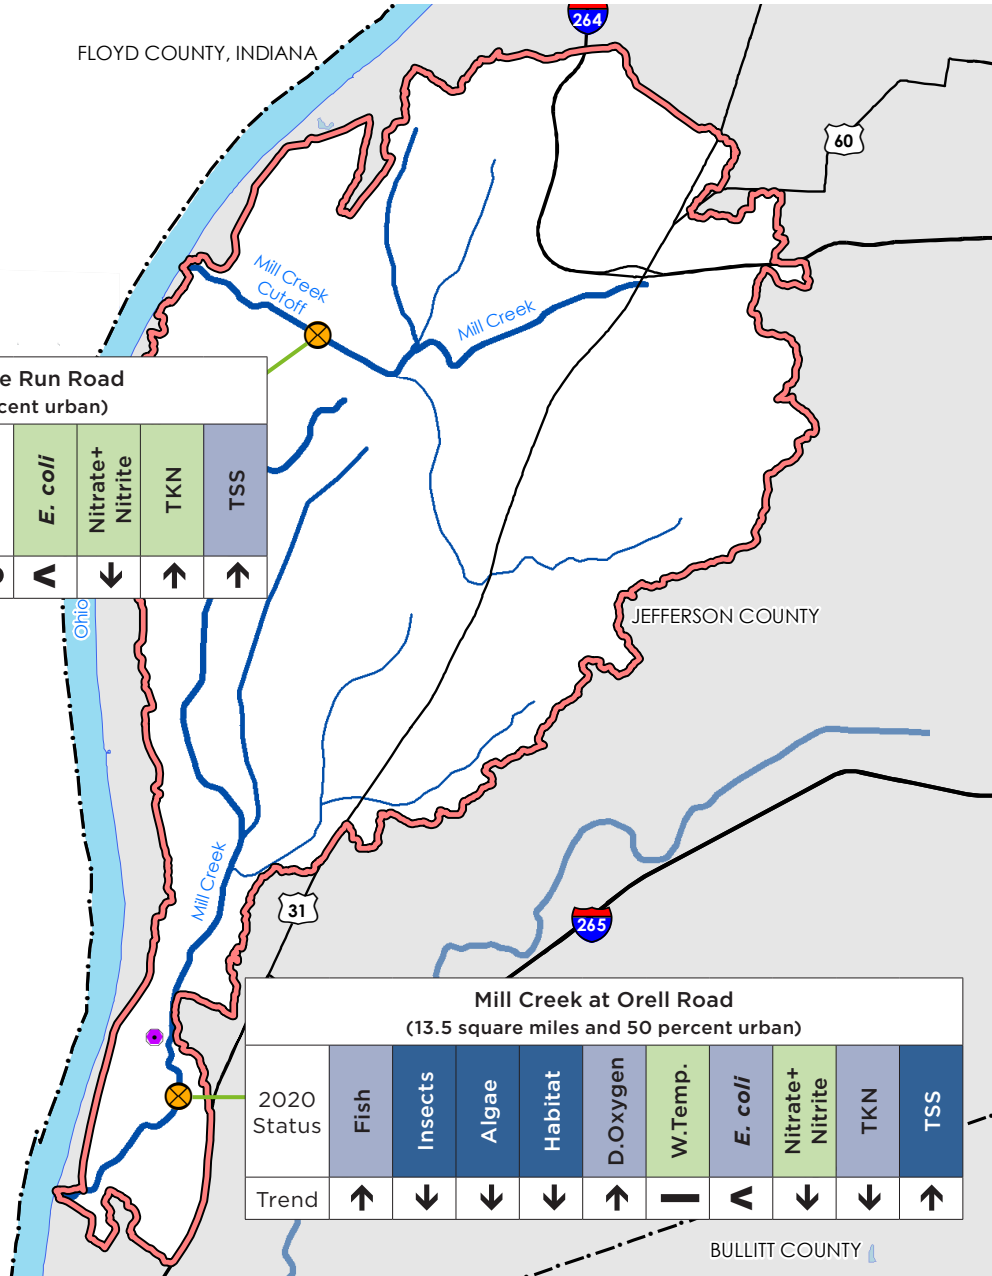 264
FLOYD COUNTY, INDIANA
60
Mill Creek
Cutoff
Mill Creek
Run Road
urban)
E. coli
Nitrate+
Nitrite
TKN
TSS
Ohio
JEFFERSON COUNTY
Mill Creek
31
265
Mill Creek at Orell Road
(13.5 square miles and 50 percent urban)
2020
Status
Fish
Insects
Algae
Habitat
D.Oxygen
W.Temp.
E. coli
Nitrate+
Nitrite
TKN
TSS
Trend
BULLITT COUNTY